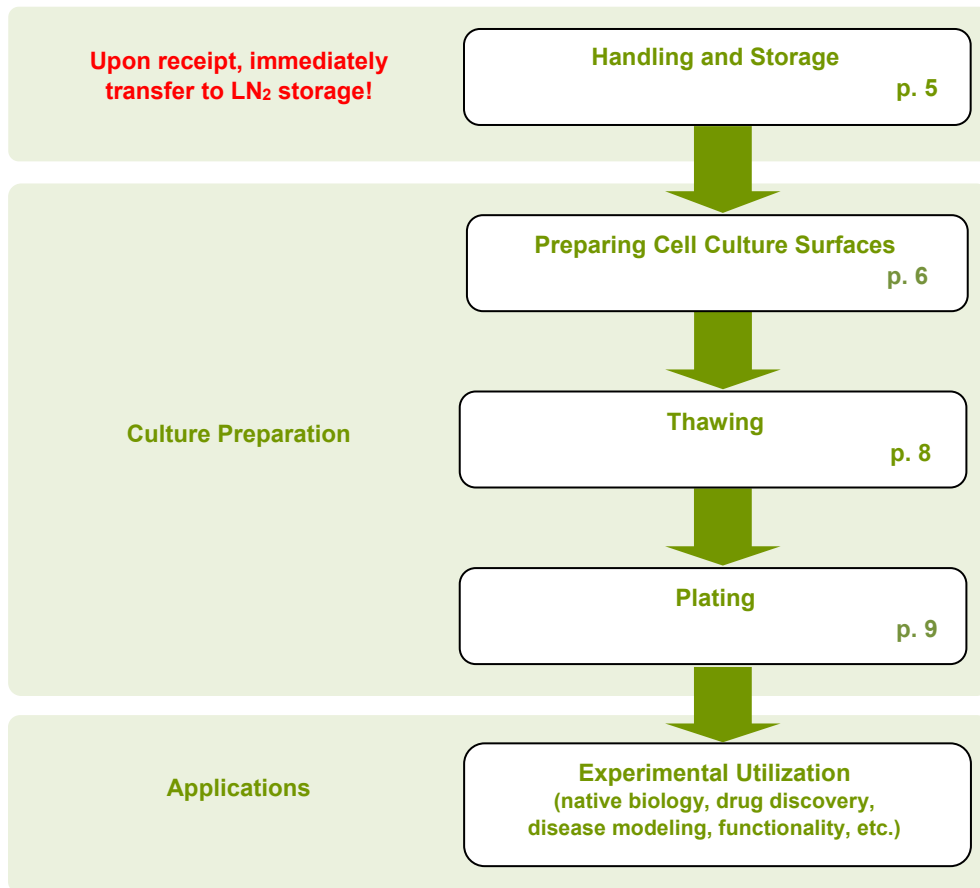 Upon receipt, immediately
transfer to LN₂ storage!
Handling and Storage
p. 5
Culture Preparation
Preparing Cell Culture Surfaces
p. 6
Thawing
p. 8
Plating
p. 9
Applications
Experimental Utilization
(native biology, drug discovery,
disease modeling, functionality, etc.)